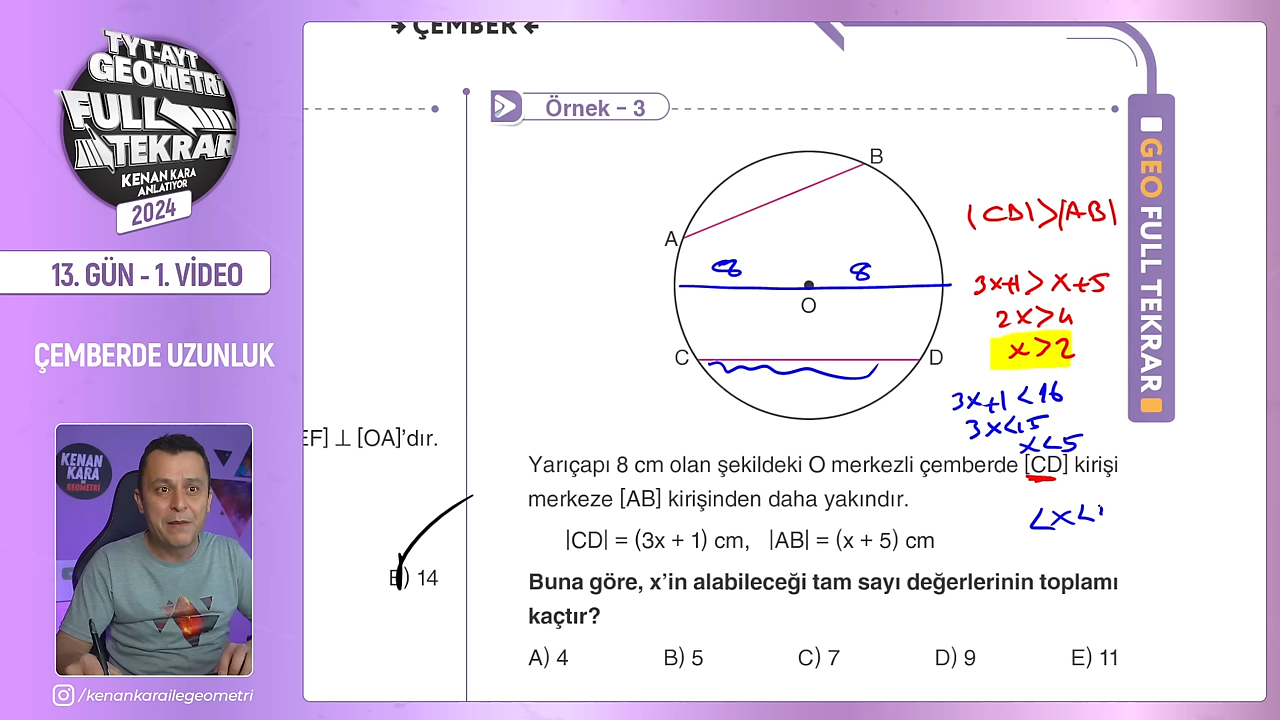 TYT-AYT
GEOMETRİ
FULL
TEKRAR
KENAN KARA
ANLATIYOR
2024
13. GÜN - 1. VİDEO
ÇEMBERDE UZUNLUK
KENAN
KARA
GEOMETRİ
/kenankarailegeometri
→ ÇEMBER ←
EF] ⊥ [OA]'dır.
E) 14
Örnek – 3
B
A
8 8
O
C D
|CD|>|AB|
3x+1 > x+5
2x>4
x>2
3x+1 <16
3x<15
x<5
<x<
Yarıçapı 8 cm olan şekildeki O merkezli çemberde [CD] kirişi
merkeze [AB] kirişinden daha yakındır.
|CD| = (3x + 1) cm, |AB| = (x + 5) cm
Buna göre, x'in alabileceği tam sayı değerlerinin toplamı
kaçtır?
A) 4 B) 5 C) 7 D) 9 E) 11
GEO FULL TEKRAR